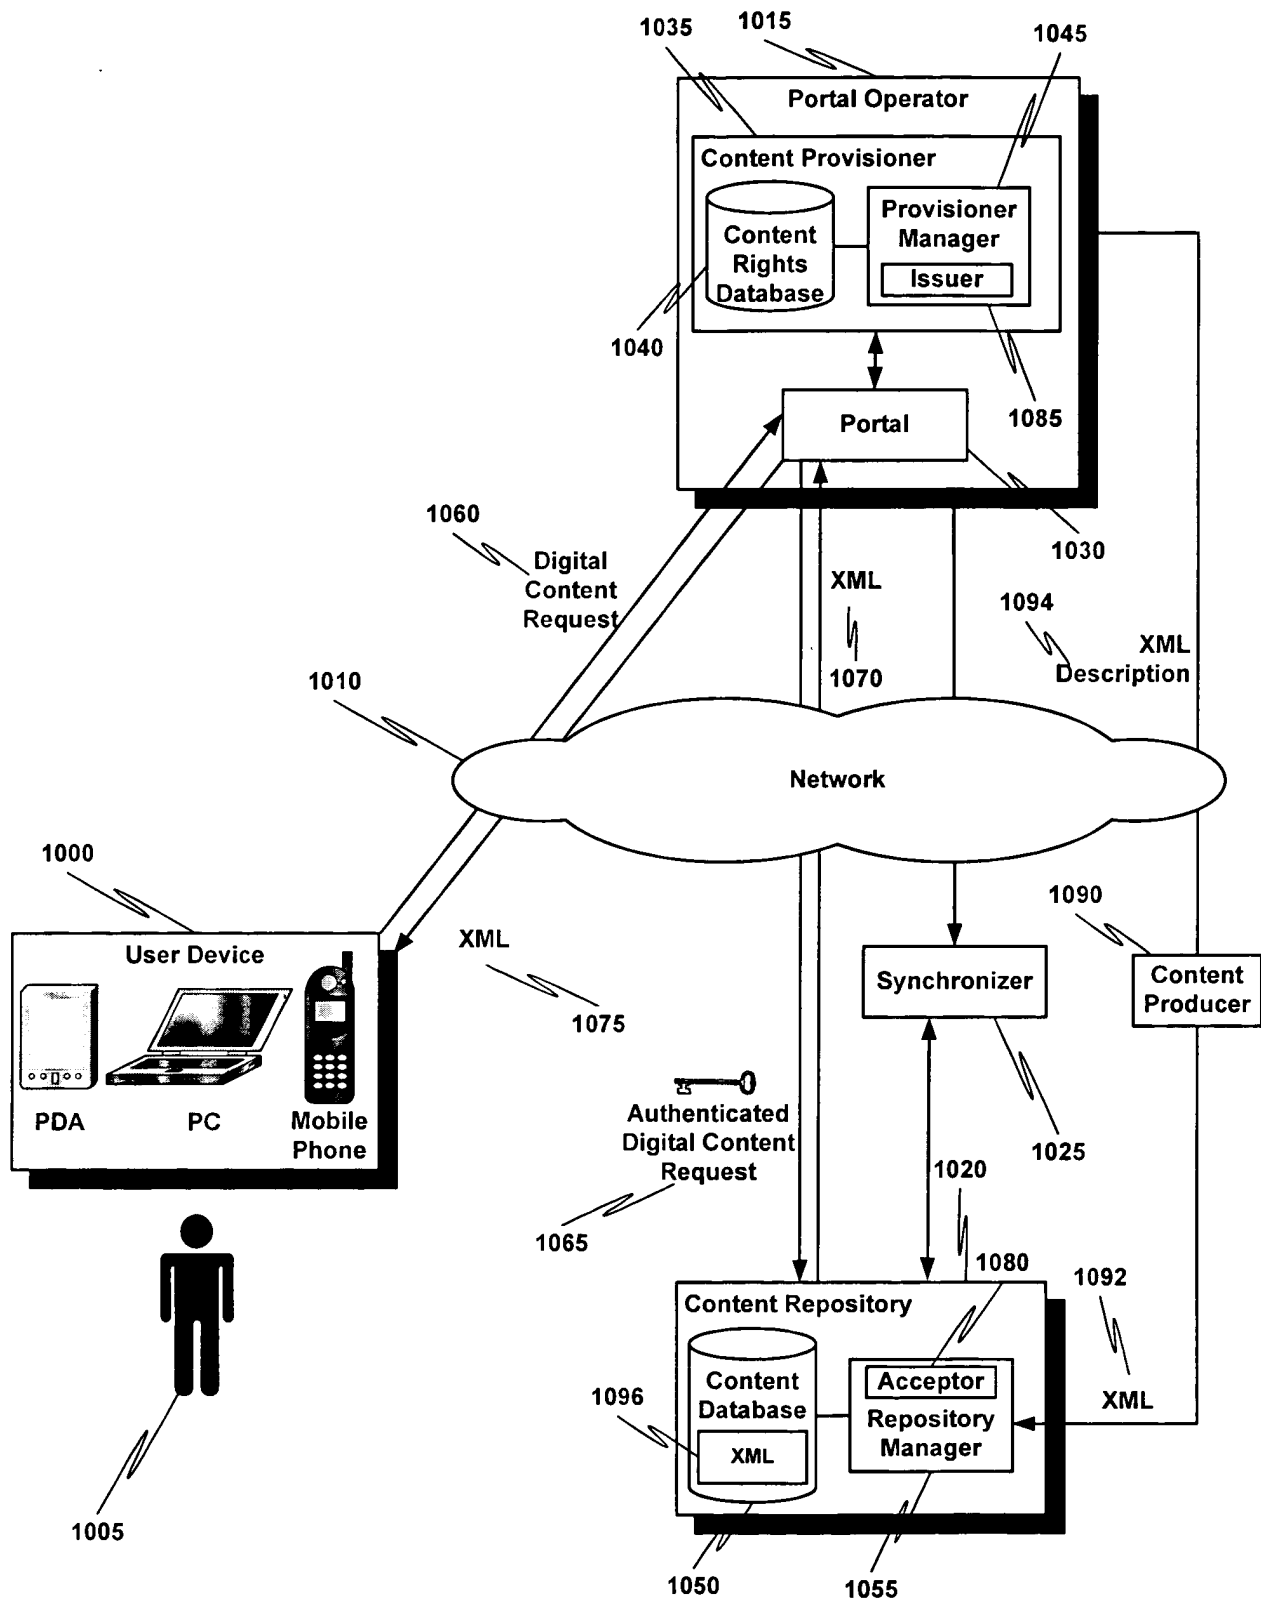 1015
1035
1045
Portal Operator
Content Provisioner
Content
Rights
Database
Provisioner
Manager
Issuer
1040
1085
Portal
1060
Digital
Content
Request
1030
XML
1070
1094
XML
Description
1010
Network
1000
User Device
PDA
PC
Mobile
Phone
XML
1075
1090
Synchronizer
Content
Producer
Authenticated
Digital Content
Request
1025
1020
1065
1080
1092
Content Repository
1096
Content
Database
XML
Acceptor
Repository
Manager
XML
1005
1050
1055